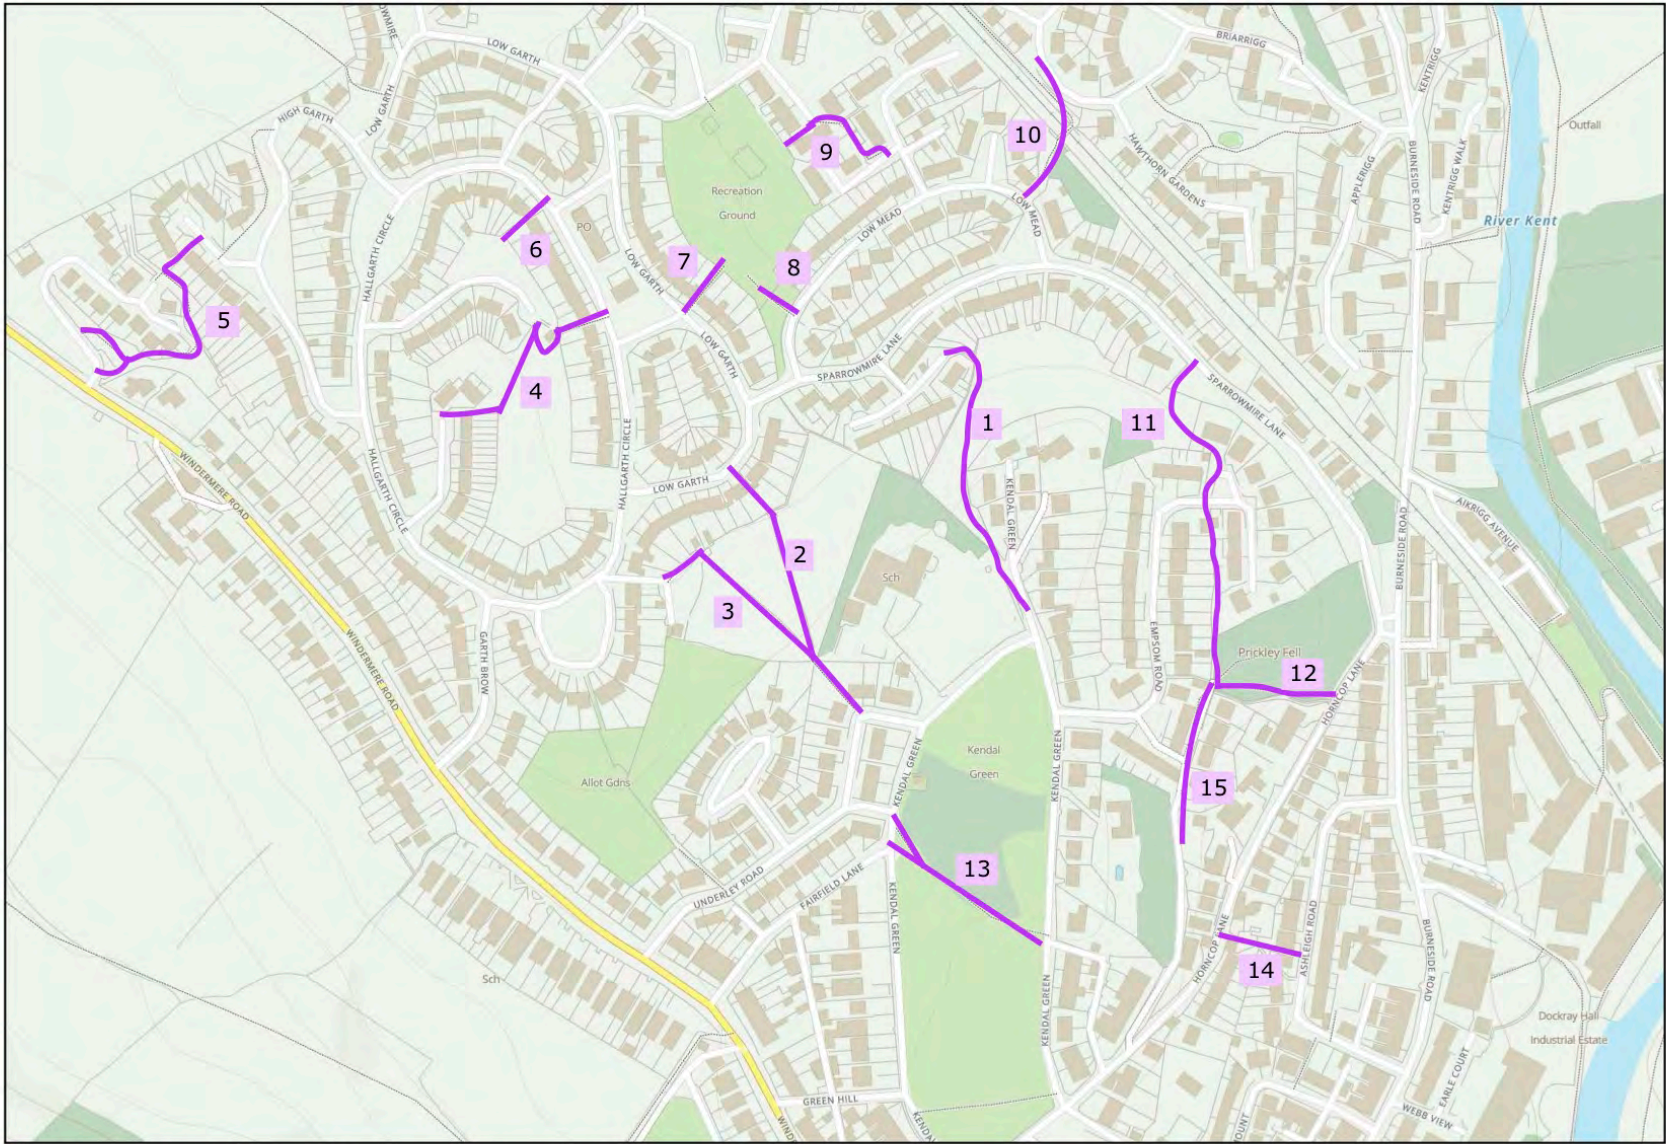 LOW GARTH
BRIARRIGG
KENTRIGG
HIGH GARTH
LOW GARTH
Outfall
10
9
HAWTHORN GARDENS
APPLERIGG
BURNESIDE ROAD
KENTRIGG WALK
Recreation
Ground
River Kent
LOW MEAD
LOW MEAD
PO
HALLGARTH CIRCLE
6
7
8
LOW GARTH
5
LOW GARTH
SPARROWMIRE LANE
SPARROWMIRE LANE
4
1
11
HALLGARTH CIRCLE
WINDERMERE ROAD
HALLGARTH CIRCLE
LOW GARTH
KENDAL GREEN
AIKRIGG AVENUE
BURNESIDE ROAD
2
Sch
3
GARTH BROW
EMPSOM ROAD
WINDERMERE ROAD
Prickley Fell
12
HORNCOP LANE
Kendal
Green
KENDAL GREEN
KENDAL GREEN
Allot Gdns
15
13
UNDERLEY ROAD
FAIRFIELD LANE
KENDAL GREEN
HORNCOP LANE
ASHLEIGH ROAD
BURNESIDE ROAD
14
Sch
KENDAL GREEN
Dockray Hall
Industrial Estate
EARLE COURT
GREEN HILL
WEBB VIEW